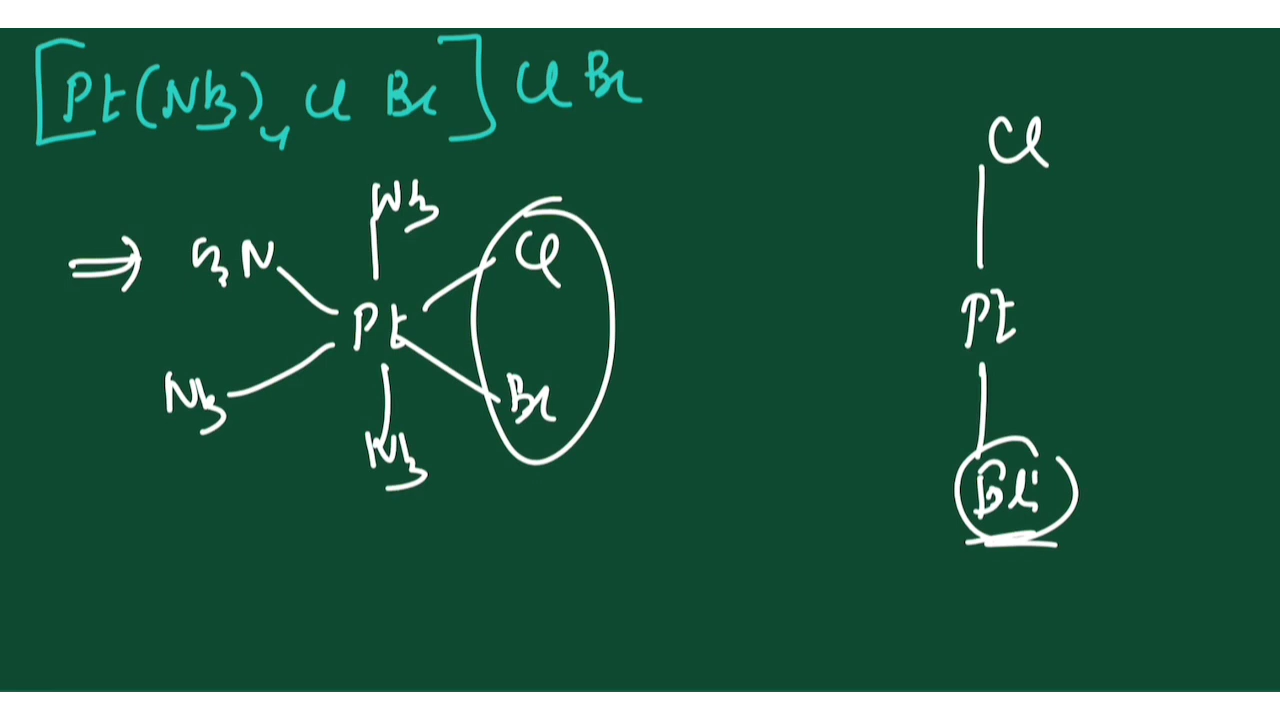 [Pt(NH3)4 Cl Br] Cl Br
NH3
⇒ H3N Cl
Pt
NH3 Br
NH3
Cl
Pt
Br